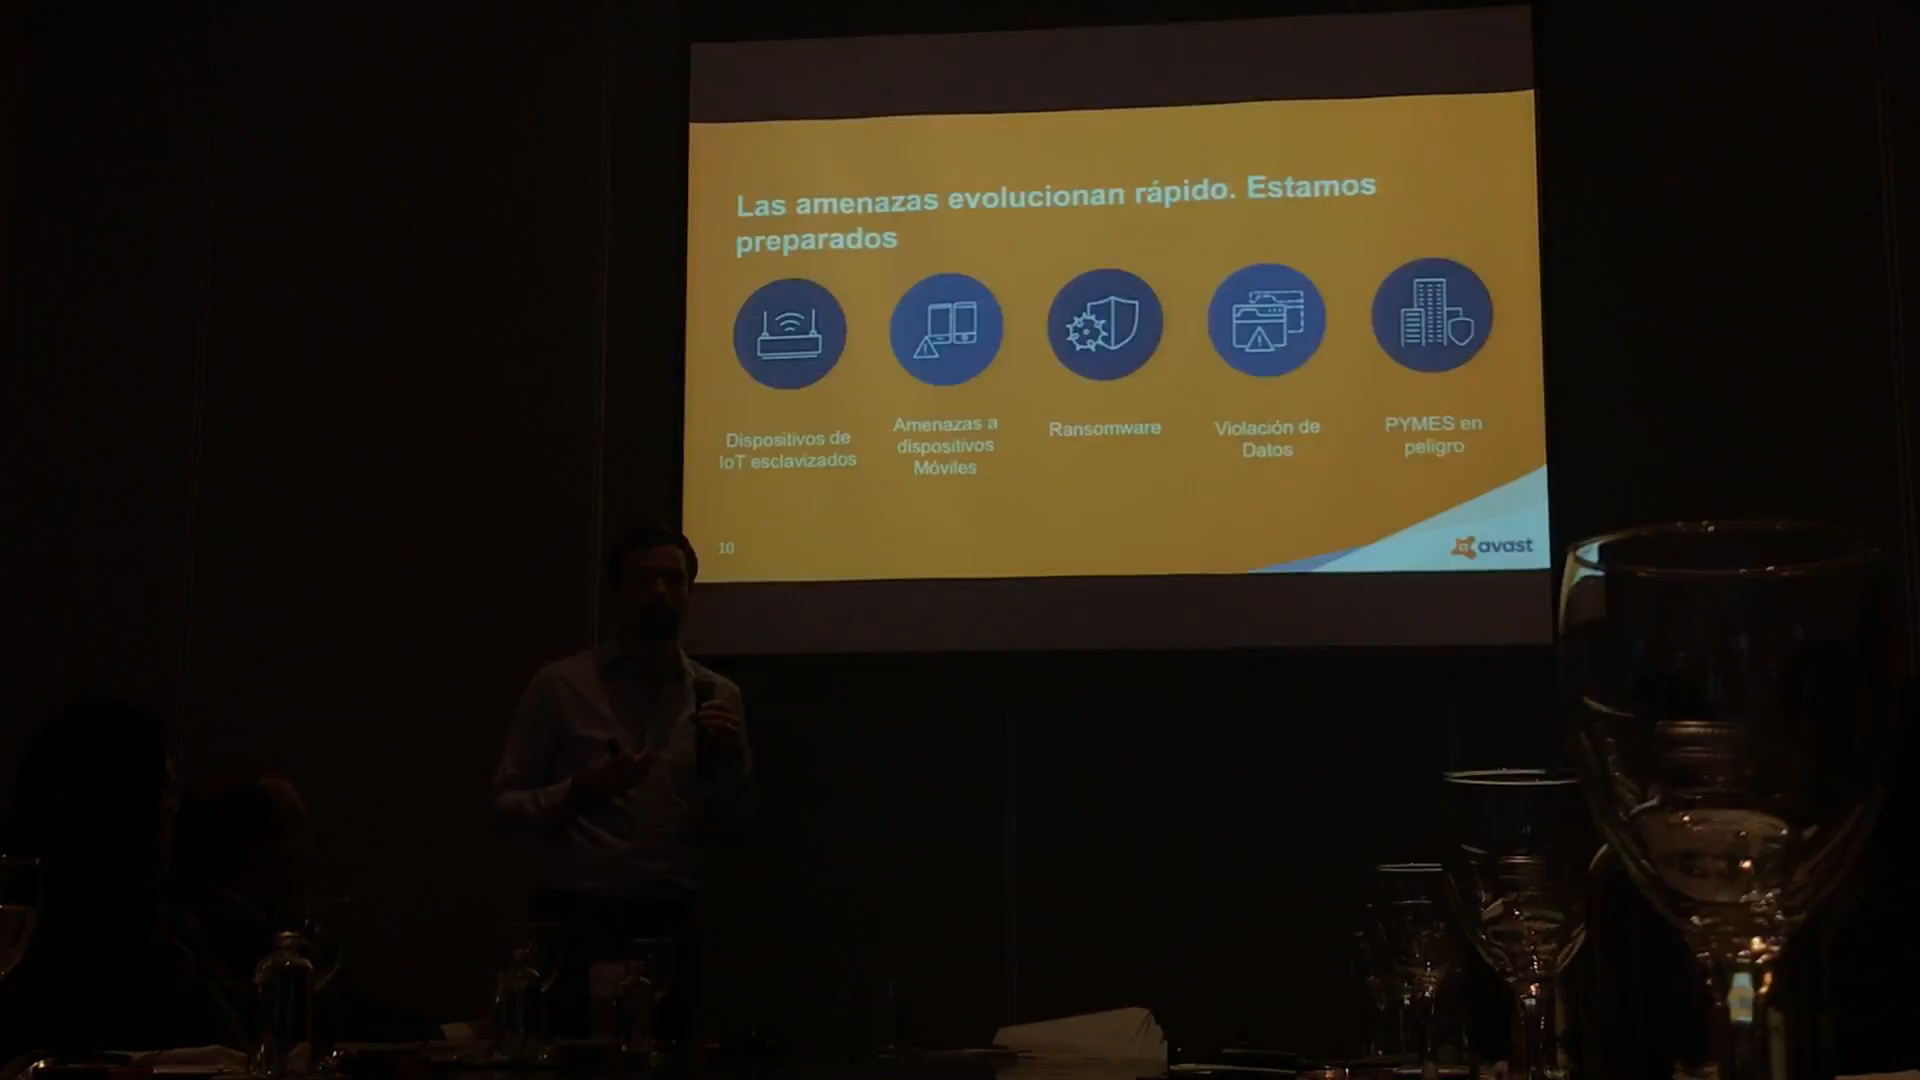 Las amenazas evolucionan rápido. Estamos
preparados
Dispositivos de
IoT esclavizados
Amenazas a
dispositivos
Móviles
Ransomware
Violación de
Datos
PYMES en
peligro
10
avast